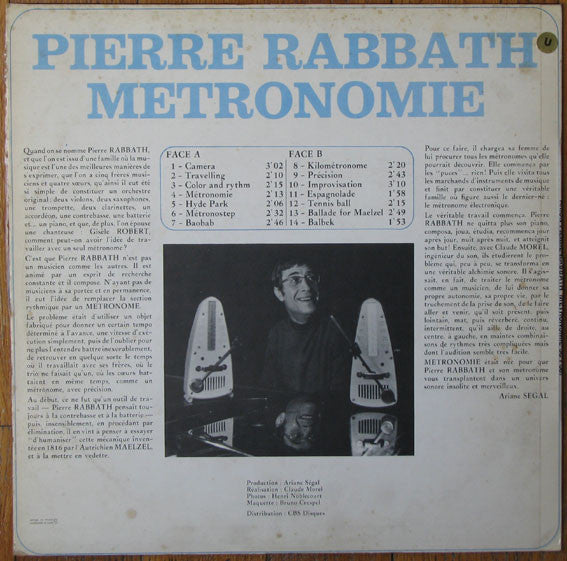 PIERRE RABBATH
METRONOMIE
U
Quand on se nomme Pierre RABBATH,
et que l'on est issu d'une famille où la mu-
sique est l'une des meilleures manières de
s'exprimer, que l'on a cinq frères musi-
ciens et quatre sœurs, qu'ainsi il eut été
si simple de constituer un orchestre
original : deux violons, deux saxophones,
une trompette, deux clarinettes, un
accordéon, une contrebasse, une batterie
et... un piano, et que, de plus, l'on épouse
une chanteuse - Gisèle ROBERT,
comment peut-on avoir l'idée de tra-
vailler avec un seul métronome?
C'est que Pierre RABBATH n'est pas
un musicien comme les autres. Il est
animé par un esprit de recherche
constante et il compose. N'ayant pas de
musiciens à sa portée et en permanence,
il eut l'idée de remplacer la section
rythmique par un METRONOME.
Le problème était d'utiliser un objet
fabriqué pour donner un certain tempo
déterminé à l'avance, une vitesse d'exé-
cution simplement, puis de l'oublier pour
ne plus l'entendre battre inexorablement,
de retrouver en quelque sorte le temps
où il travaillait avec ses frères, où le
trio ne faisait qu'un, où les cœurs bat-
taient en même temps, comme un
métronome, avec précision.
Au début, ce ne fut qu'un outil de tra-
vail — Pierre RABBATH pensait tou-
jours à la contrebasse et à la batterie —
puis, insensiblement, en procédant par
élimination, il en vint à penser à essayer
"d'humaniser" cette mécanique inven-
tée en 1816 par l'Autrichien MAELZEL,
et à la mettre en vedette.
FACE A
1 - Camera 3'02
2 - Travelling 2'10
3 - Color and rythm 2'15
4 - Métronomie 2'13
5 - Hyde Park 2'06
6 - Métronostep 2'32
7 - Baobab 2'46
FACE B
8 - Kilométronome 2'20
9 - Précision 2'43
10 - Improvisation 3'10
11 - Espagnolade 1'58
12 - Tennis ball 2'15
13 - Ballade for Maelzel 2'49
14 - Balbek 1'53
Pour ce faire, il chargea sa femme de
lui procurer tous les métronomes qu'elle
pourrait découvrir. Elle commença par
les "puces" ... rien! Puis elle visita tous
les marchands d'instruments de musique
et finit par constituer une véritable
famille où figure aussi le dernier-né :
le métronome électronique.
Le véritable travail commença. Pierre
RABBATH ne quitta plus son piano,
composa, joua, étudia, recommença jour
après jour, nuit après nuit, et atteignit
son but! Ensuite, avec Claude MOREL,
ingénieur du son, ils étudièrent le problè-
me qui, peu à peu, se transforma en
une véritable alchimie sonore. Il s'agis-
sait, en fait, de traiter le métronome
comme un musicien, de lui donner sa
propre autonomie, sa propre vie, par le
truchement de la prise de son, de le faire
aller et venir, qu'il soit présent, puis
lointain, mat, puis réverbéré, continu,
intermittent, qu'il aille de droite, au
centre, à gauche, en maintes combinai-
sons de rythmes très compliquées mais
dont l'audition semble très facile.
METRONOMIE était née pour que
Pierre RABBATH et son métronome
vous transplantent dans un univers
sonore insolite et merveilleux.
Ariane SEGAL
Production : Ariane Ségal
Réalisation : Claude Morel
Photos : Henri Noblecourt
Maquette : Bruno Crespel
Distribution : CBS Disques